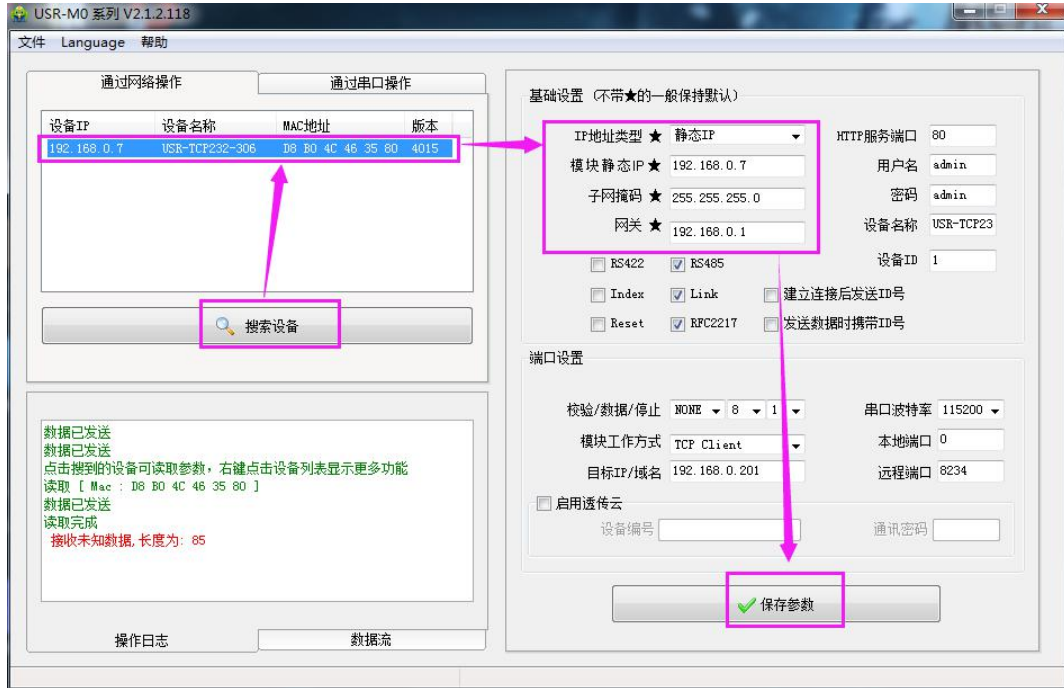 USR-M0 系列 V2.1.2.118
文件 Language 帮助
通过网络操作 通过串口操作
设备IP 设备名称 MAC地址 版本
192.168.0.7 USR-TCP232-306 D8 B0 4C 46 35 80 4015
搜索设备
数据已发送
数据已发送
点击搜到的设备可读取参数，右键点击设备列表显示更多功能
读取 [ Mac : D8 B0 4C 46 35 80 ]
数据已发送
读取完成
接收未知数据,长度为: 85
操作日志 数据流
基础设置 (不带★的一般保持默认)
IP地址类型 ★ 静态IP HTTP服务端口 80
模块静态IP★ 192.168.0.7 用户名 admin
子网掩码 ★ 255.255.255.0 密码 admin
网关 ★ 192.168.0.1 设备名称 USR-TCP23
RS422 RS485 设备ID 1
Index Link 建立连接后发送ID号
Reset RFC2217 发送数据时携带ID号
端口设置
校验/数据/停止 NONE 8 1 串口波特率 115200
模块工作方式 TCP Client 本地端口 0
目标IP/域名 192.168.0.201 远程端口 8234
启用透传云
设备编号 通讯密码
保存参数